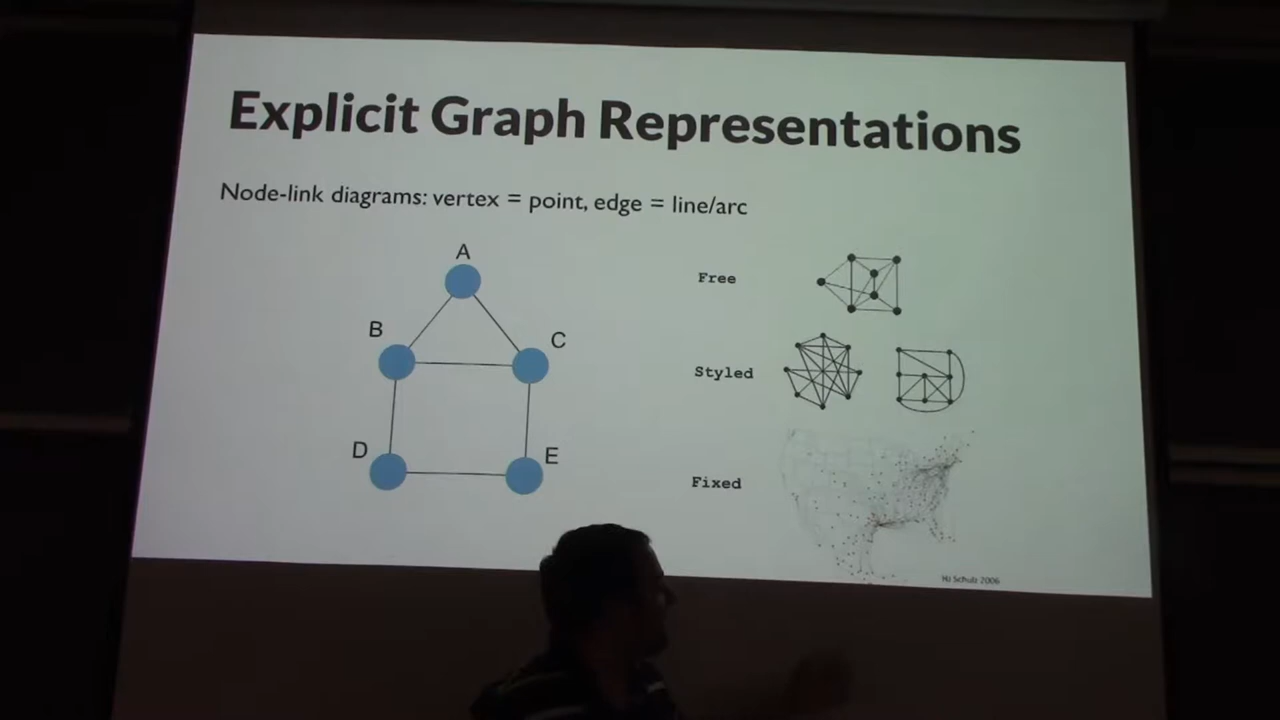 Explicit Graph Representations
Node-link diagrams: vertex = point, edge = line/arc
A
B
C
D
E
Free
Styled
Fixed
HJ Schulz 2006